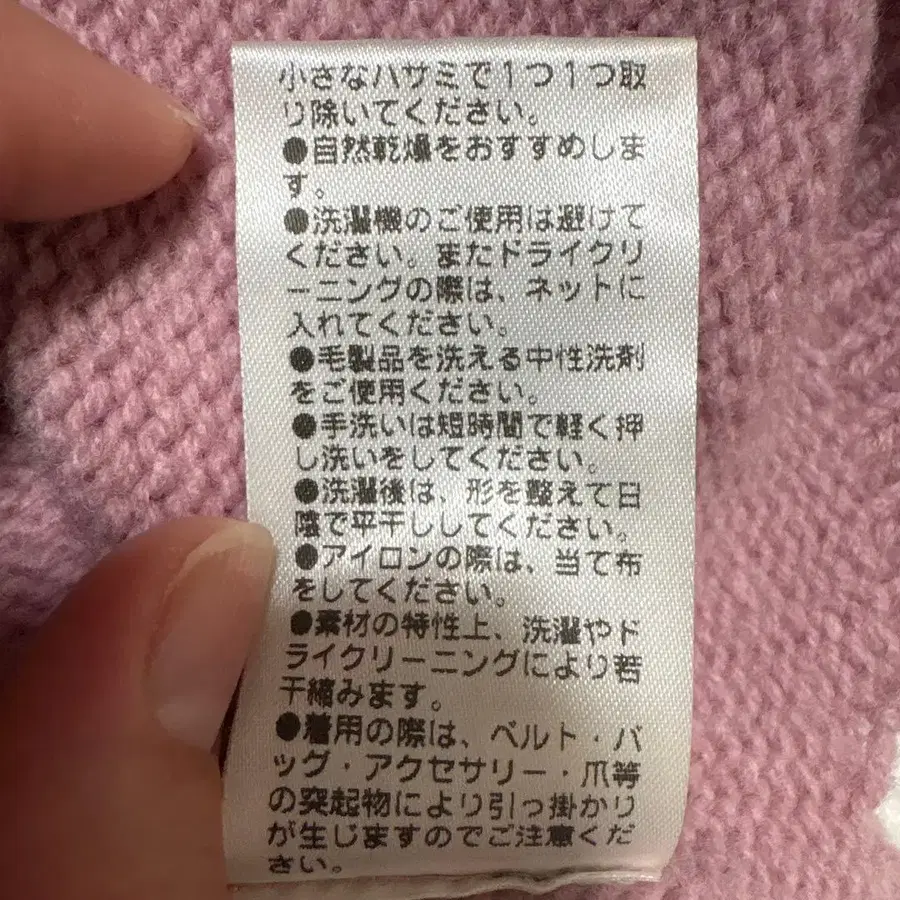 小さなハサミで1つ1つ取
り除いてください。
●自然乾燥をおすすめしま
す。
●洗濯機のご使用は避けて
ください。またドライクリ
ーニングの際は、ネットに
入れてください。
●毛製品を洗える中性洗剤
をご使用ください。
●手洗いは短時間で軽く押
し洗いをしてください。
●洗濯後は、形を整えて日
陰で平干ししてください。
●アイロンの際は、当て布
をしてください。
●素材の特性上、洗濯やド
ライクリーニングにより若
干縮みます。
●着用の際は、ベルト・バ
ッグ・アクセサリー・爪等
の突起物により引っ掛かり
が生じますのでご注意くだ
さい。